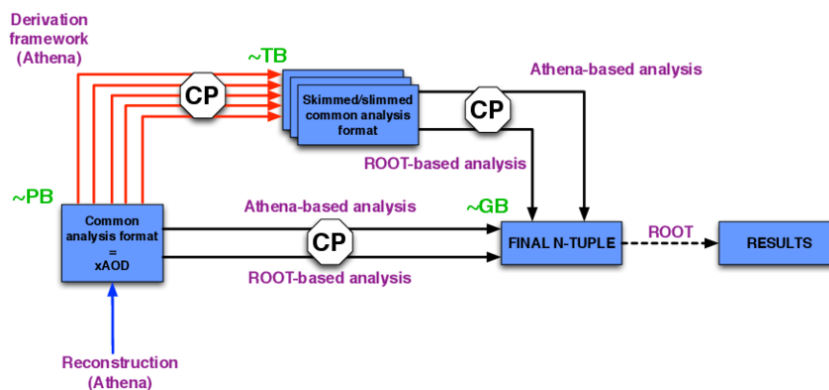 Derivation
framework
(Athena)
~TB
CP
Skimmed/slimmed
common analysis
format
CP
Athena-based analysis
ROOT-based analysis
~PB
Common
analysis format
=
xAOD
Athena-based analysis
CP
ROOT-based analysis
~GB
FINAL N-TUPLE
ROOT
RESULTS
Reconstruction
(Athena)